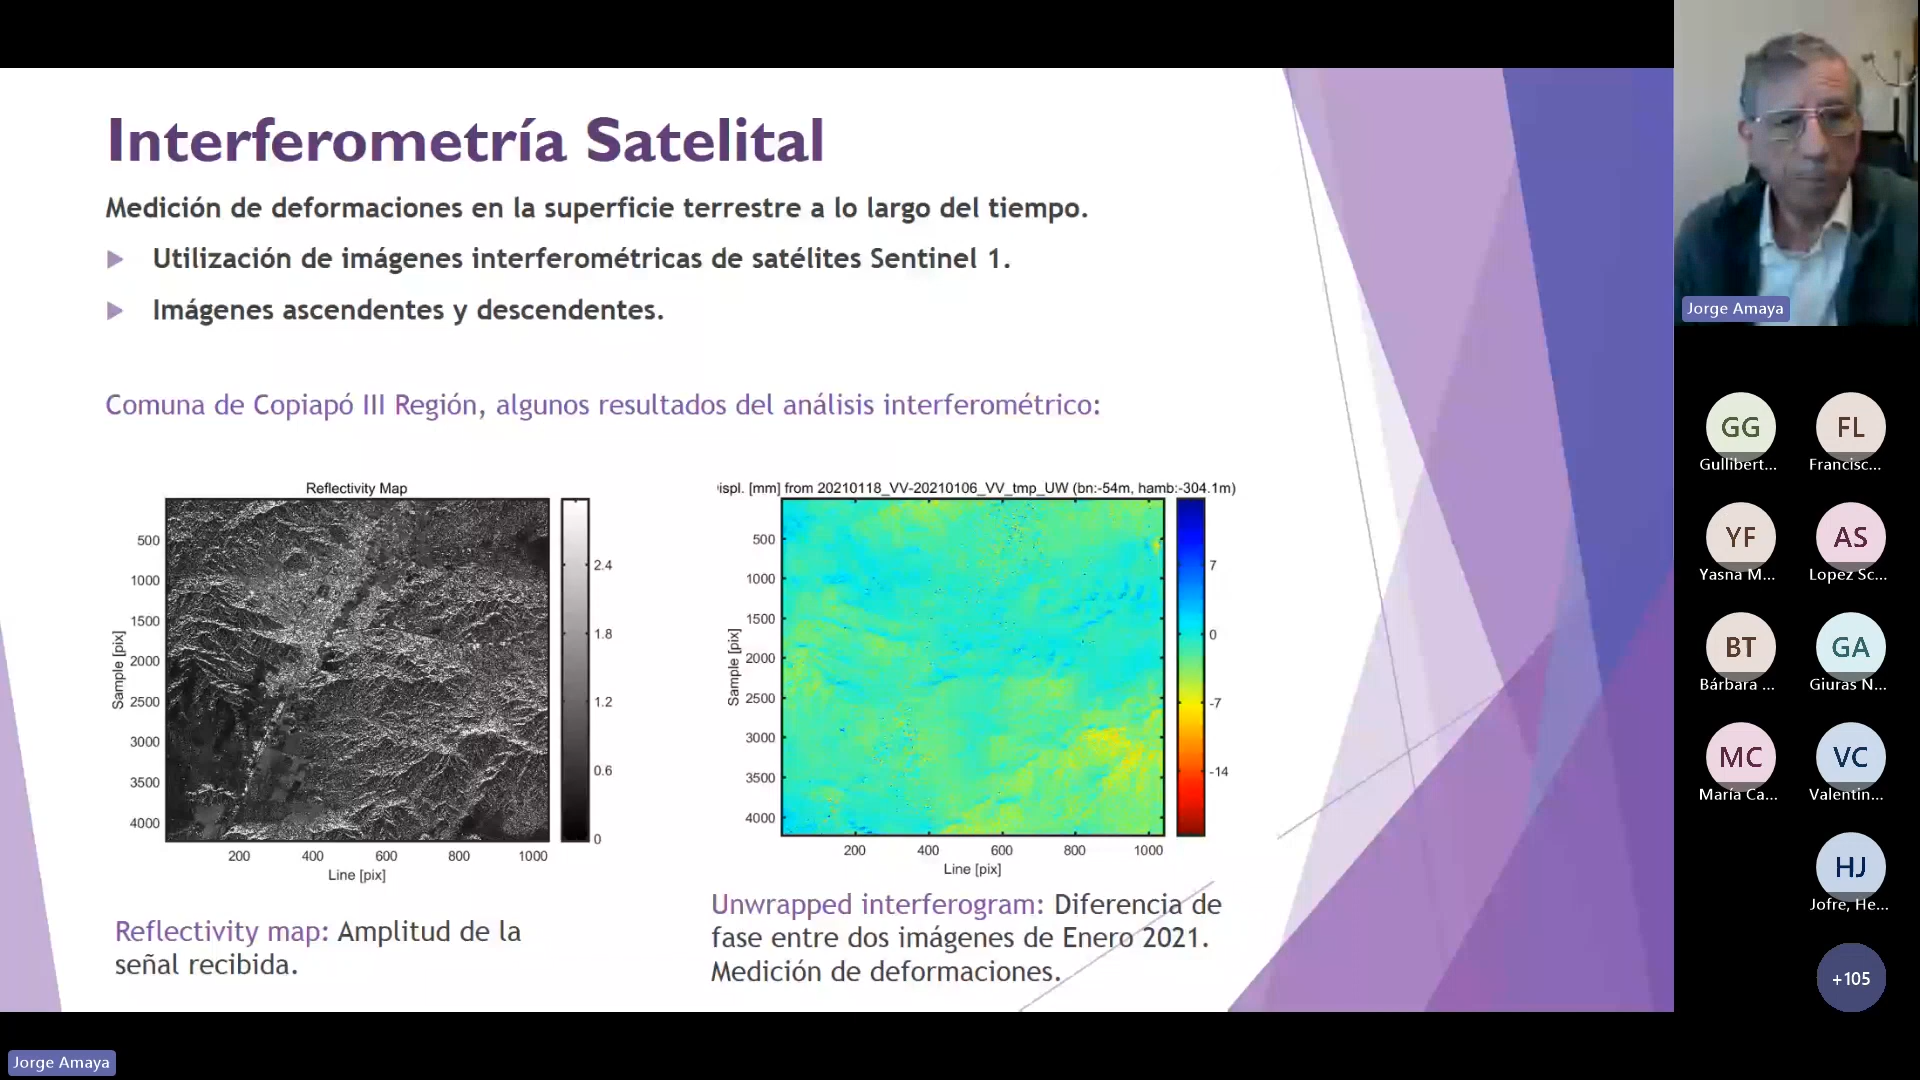 Interferometría Satelital
Medición de deformaciones en la superficie terrestre a lo largo del tiempo.
Utilización de imágenes interferométricas de satélites Sentinel 1.
Imágenes ascendentes y descendentes.
Comuna de Copiapó III Región, algunos resultados del análisis interferométrico:
Reflectivity Map
500
1000
1500
2000
2500
3000
3500
4000
Sample [pix]
200 400 600 800 1000
Line [pix]
2.4
1.8
1.2
0.6
0
ispl. [mm] from 20210118_VV-20210106_VV_tmp_UW (bn:-54m, hamb:-304.1m)
500
1000
1500
2000
2500
3000
3500
4000
Sample [pix]
200 400 600 800 1000
Line [pix]
7
0
-7
-14
Reflectivity map: Amplitud de la
señal recibida.
Unwrapped interferogram: Diferencia de
fase entre dos imágenes de Enero 2021.
Medición de deformaciones.
Jorge Amaya
GG FL
Gullibert... Francisc...
YF AS
Yasna M... Lopez Sc...
BT GA
Bárbara ... Giuras N...
MC VC
María Ca... Valentin...
HJ
Jofre, He...
+105
Jorge Amaya